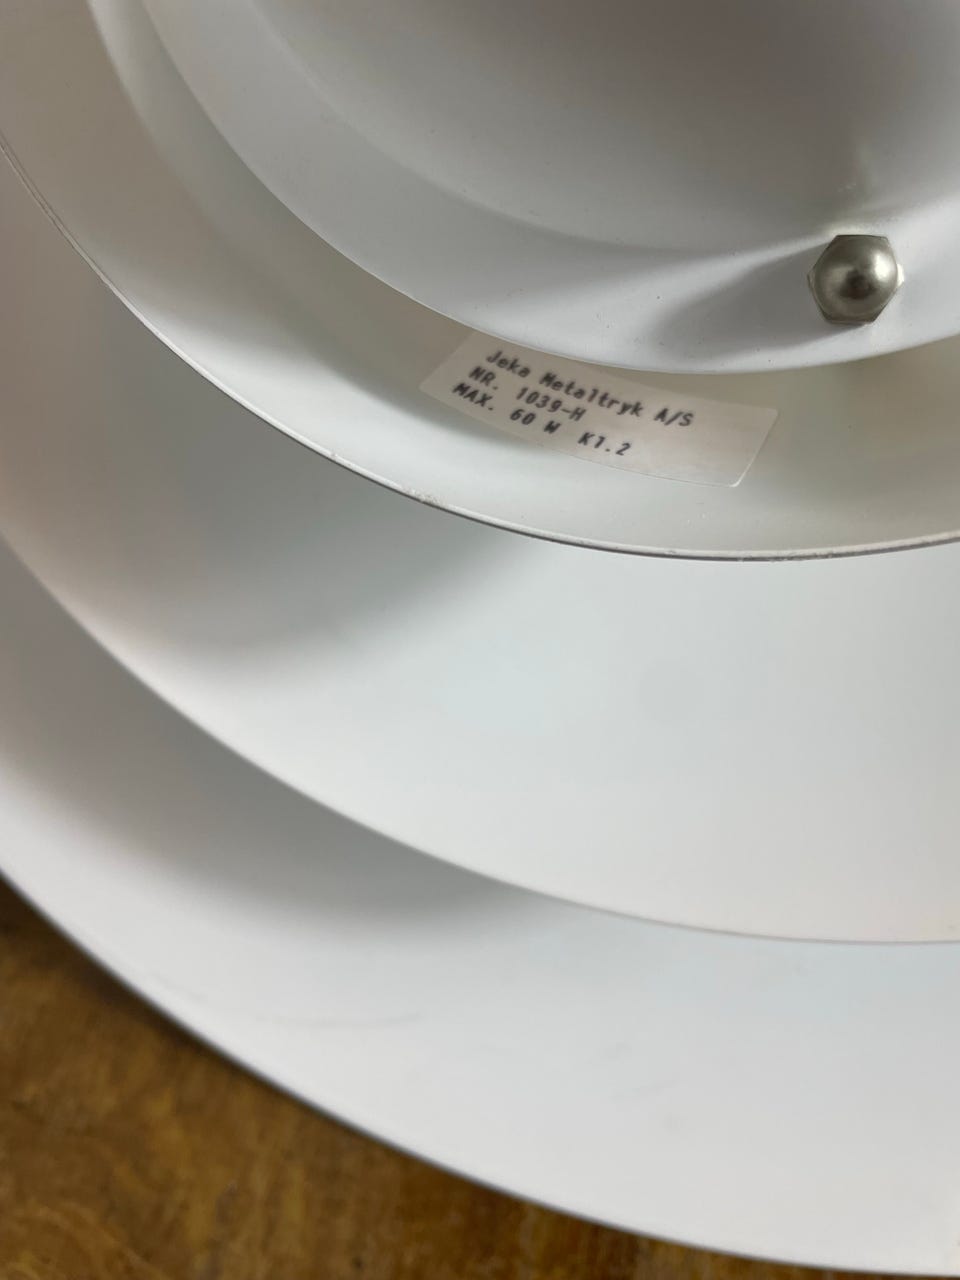 Jeka Metaltryk A/S
NR. 1039-H
MAX. 60 W Kl.2